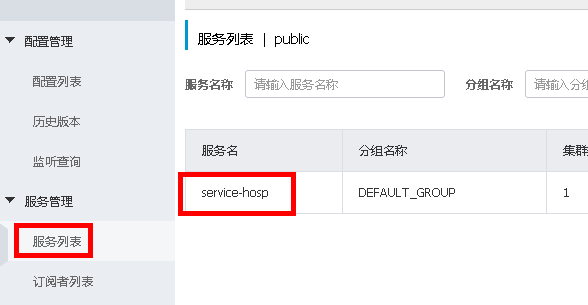 配置管理
配置列表
历史版本
监听查询
服务管理
服务列表
订阅者列表
服务列表 | public
服务名称 请输入服务名称 分组名称 请输入分组
服务名 分组名称 集群
service-hosp DEFAULT_GROUP 1